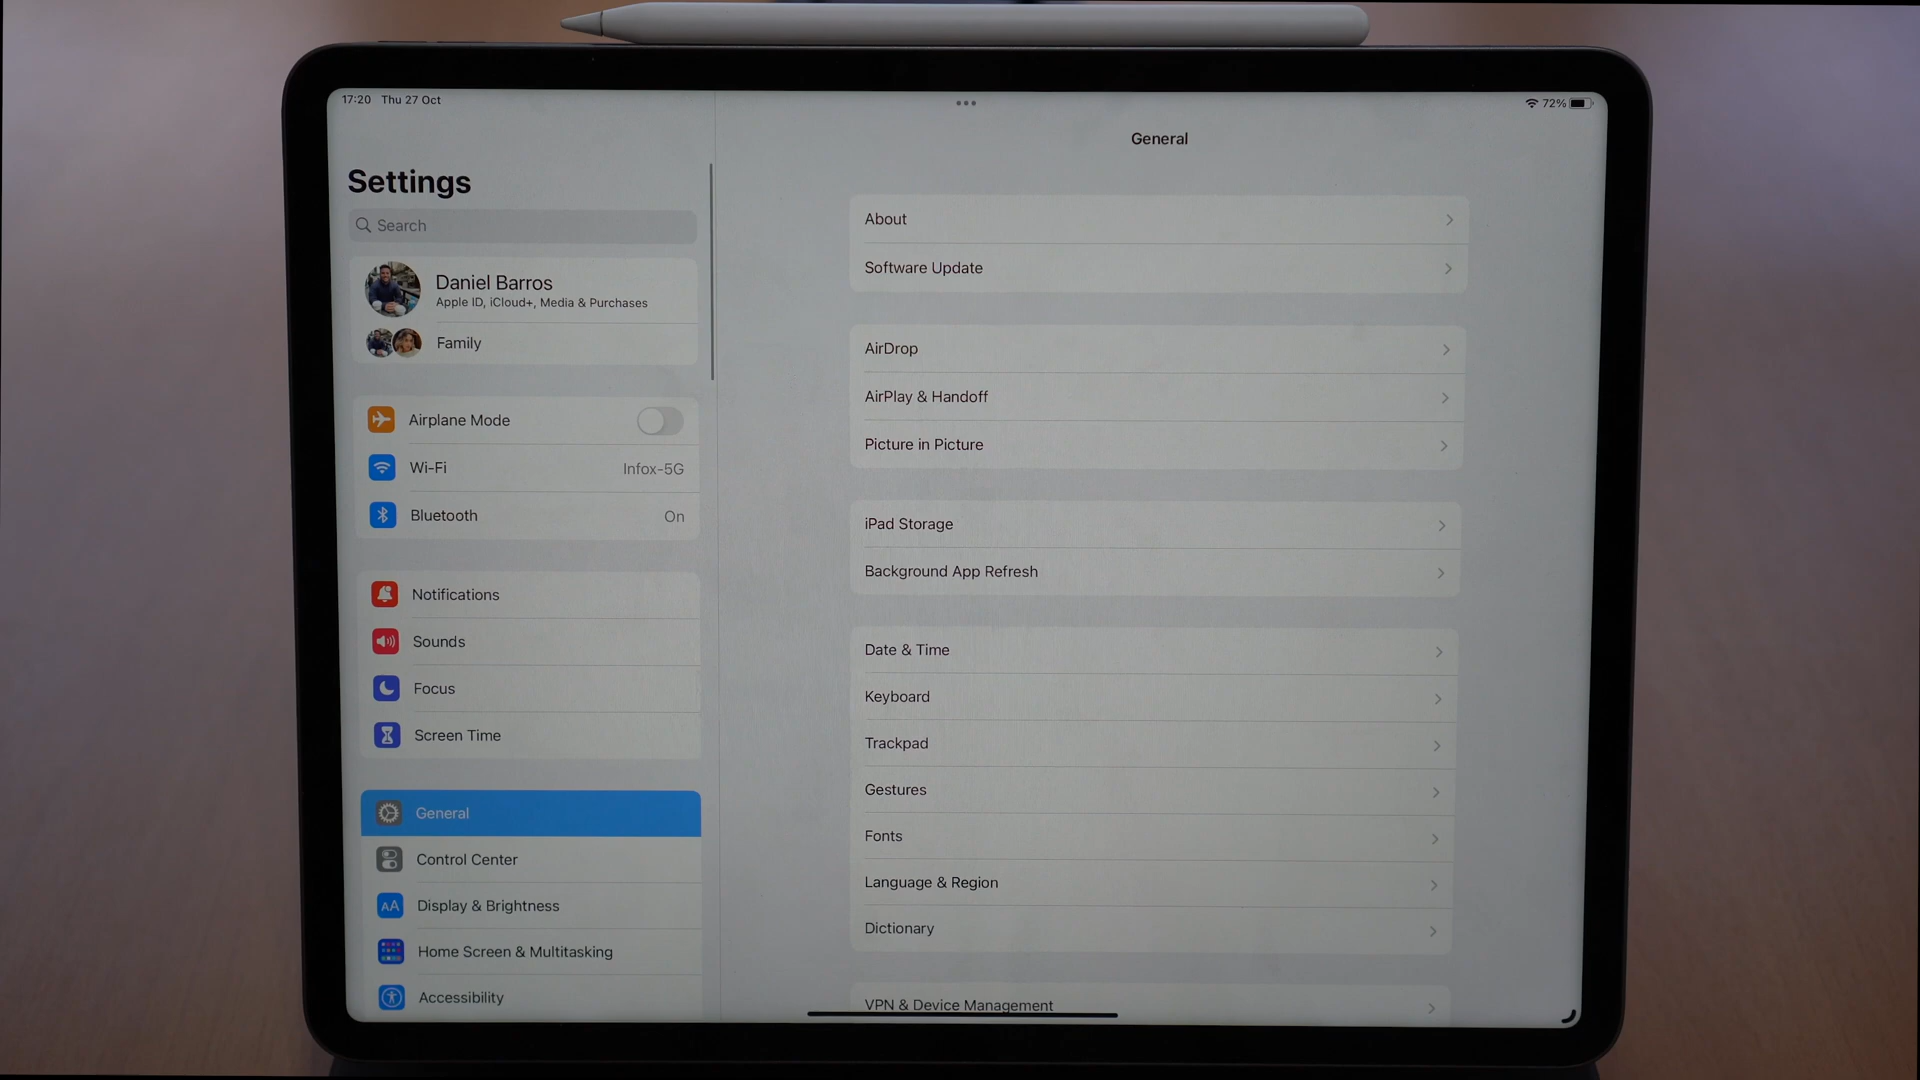 17:20 Thu 27 Oct
72%
Settings
Search
Daniel Barros
Apple ID, iCloud+, Media & Purchases
Family
Airplane Mode
Wi-Fi Infox-5G
Bluetooth On
Notifications
Sounds
Focus
Screen Time
General
Control Center
AA Display & Brightness
Home Screen & Multitasking
Accessibility
General
About
Software Update
AirDrop
AirPlay & Handoff
Picture in Picture
iPad Storage
Background App Refresh
Date & Time
Keyboard
Trackpad
Gestures
Fonts
Language & Region
Dictionary
VPN & Device Management